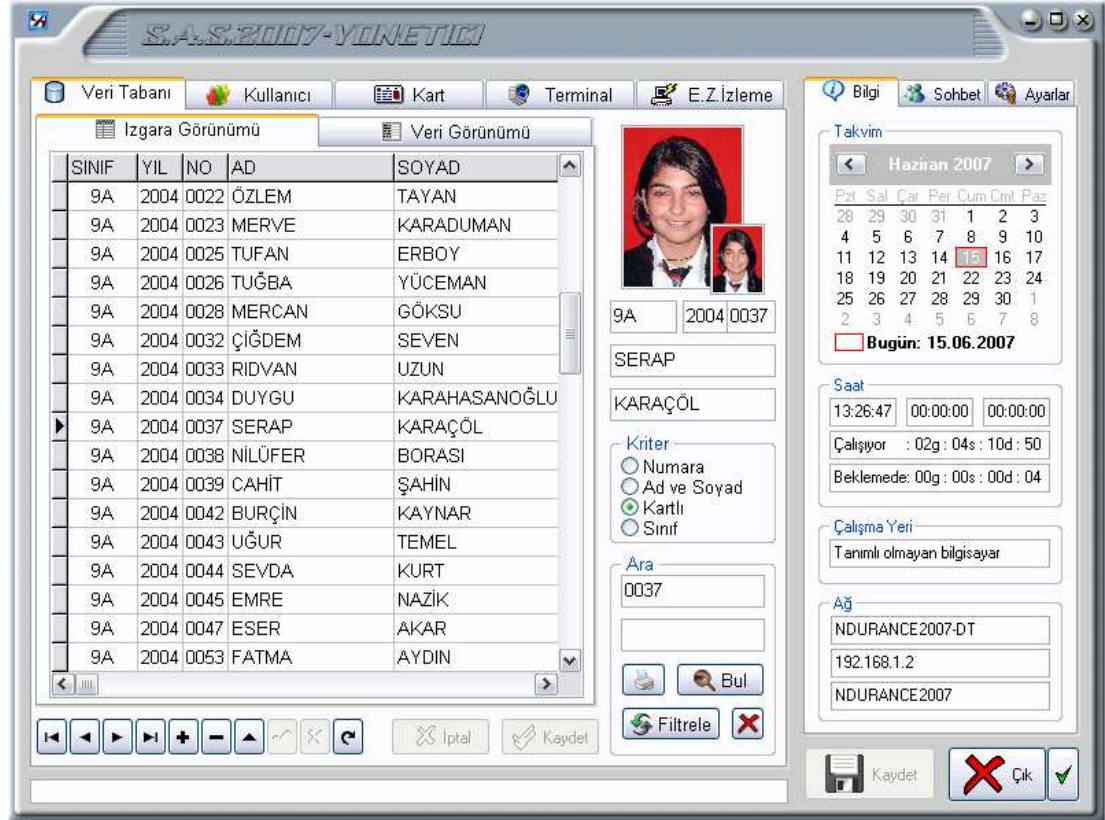 S.A.S.2007-YONETICI
Veri Tabanı Kullanıcı Kart Terminal E.Z.İzleme
Izgara Görünümü Veri Görünümü
SINIF YIL NO AD SOYAD
9A 2004 0022 ÖZLEM TAYAN
9A 2004 0023 MERVE KARADUMAN
9A 2004 0025 TUFAN ERBOY
9A 2004 0026 TUĞBA YÜCEMAN
9A 2004 0028 MERCAN GÖKSU
9A 2004 0032 ÇİĞDEM SEVEN
9A 2004 0033 RIDVAN UZUN
9A 2004 0034 DUYGU KARAHASANOĞLU
9A 2004 0037 SERAP KARAÇÖL
9A 2004 0038 NİLÜFER BORASI
9A 2004 0039 CAHİT ŞAHİN
9A 2004 0042 BURÇİN KAYNAR
9A 2004 0043 UĞUR TEMEL
9A 2004 0044 SEVDA KURT
9A 2004 0045 EMRE NAZİK
9A 2004 0047 ESER AKAR
9A 2004 0053 FATMA AYDIN
İptal Kaydet
9A 2004 0037
SERAP
KARAÇÖL
Kriter
Numara
Ad ve Soyad
Kartlı
Sınıf
Ara
0037
Bul
Filtrele
Bilgi Sohbet Ayarlar
Takvim
Haziran 2007
Pzt Sal Çar Per Cum Cmt Paz
28 29 30 31 1 2 3
4 5 6 7 8 9 10
11 12 13 14 15 16 17
18 19 20 21 22 23 24
25 26 27 28 29 30 1
2 3 4 5 6 7 8
Bugün: 15.06.2007
Saat
13:26:47 00:00:00 00:00:00
Çalışıyor : 02g : 04s : 10d : 50
Beklemede: 00g : 00s : 00d : 04
Çalışma Yeri
Tanımlı olmayan bilgisayar
Ağ
NDURANCE2007-DT
192.168.1.2
NDURANCE2007
Kaydet Çık